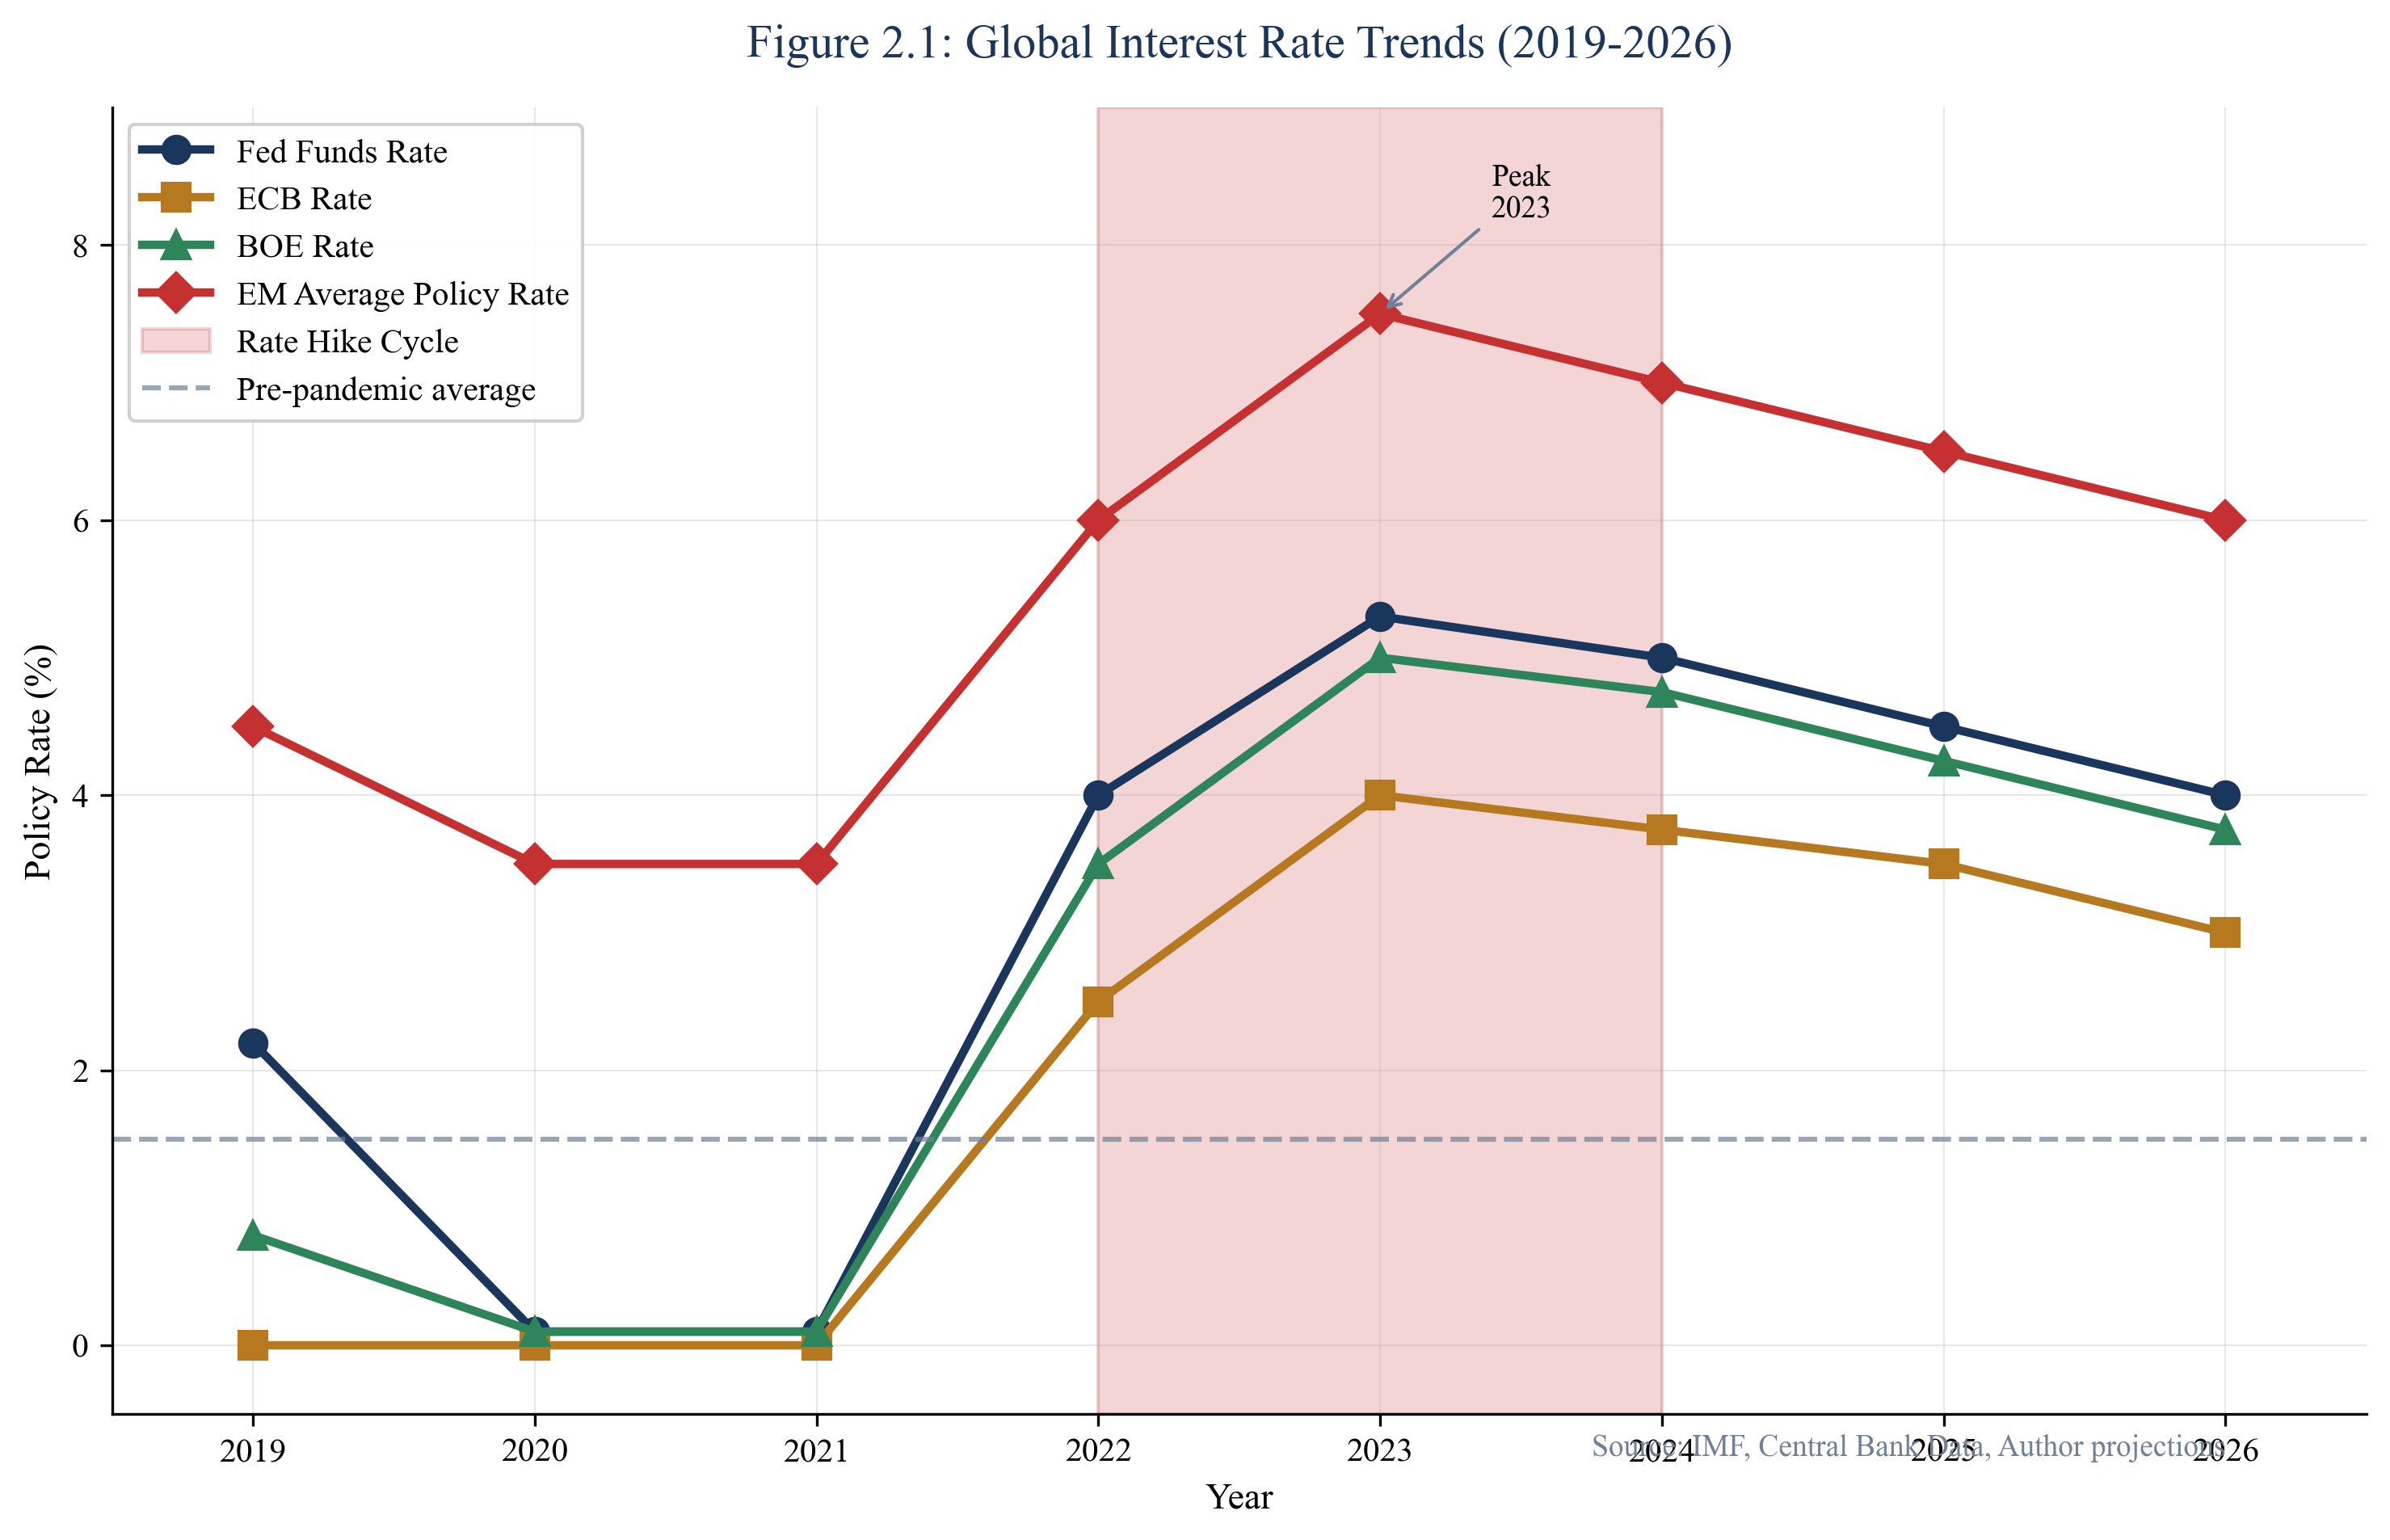 Figure 2.1: Global Interest Rate Trends (2019-2026)
Fed Funds Rate
ECB Rate
BOE Rate
EM Average Policy Rate
Rate Hike Cycle
Pre-pandemic average
Peak
2023
Policy Rate (%)
8
6
4
2
0
2019 2020 2021 2022 2023 2024 2025 2026
Source: IMF, Central Bank Data, Author projections
Year